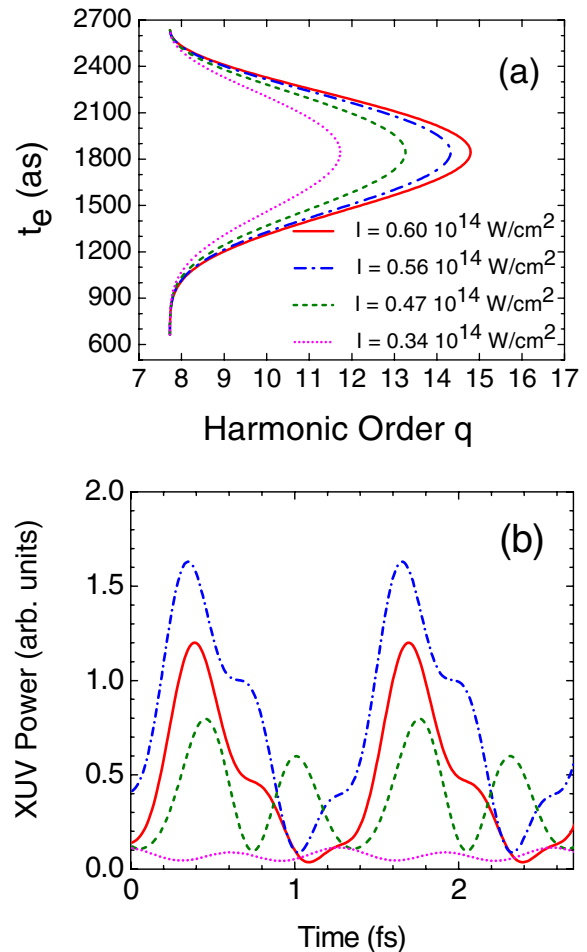 2700
2400
2100
1800
1500
1200
900
600
t_e (as)
(a)
I = 0.60 10^14 W/cm^2
I = 0.56 10^14 W/cm^2
I = 0.47 10^14 W/cm^2
I = 0.34 10^14 W/cm^2
7 8 9 10 11 12 13 14 15 16 17
Harmonic Order q
2.0
1.5
1.0
0.5
0.0
XUV Power (arb. units)
(b)
0 1 2
Time (fs)